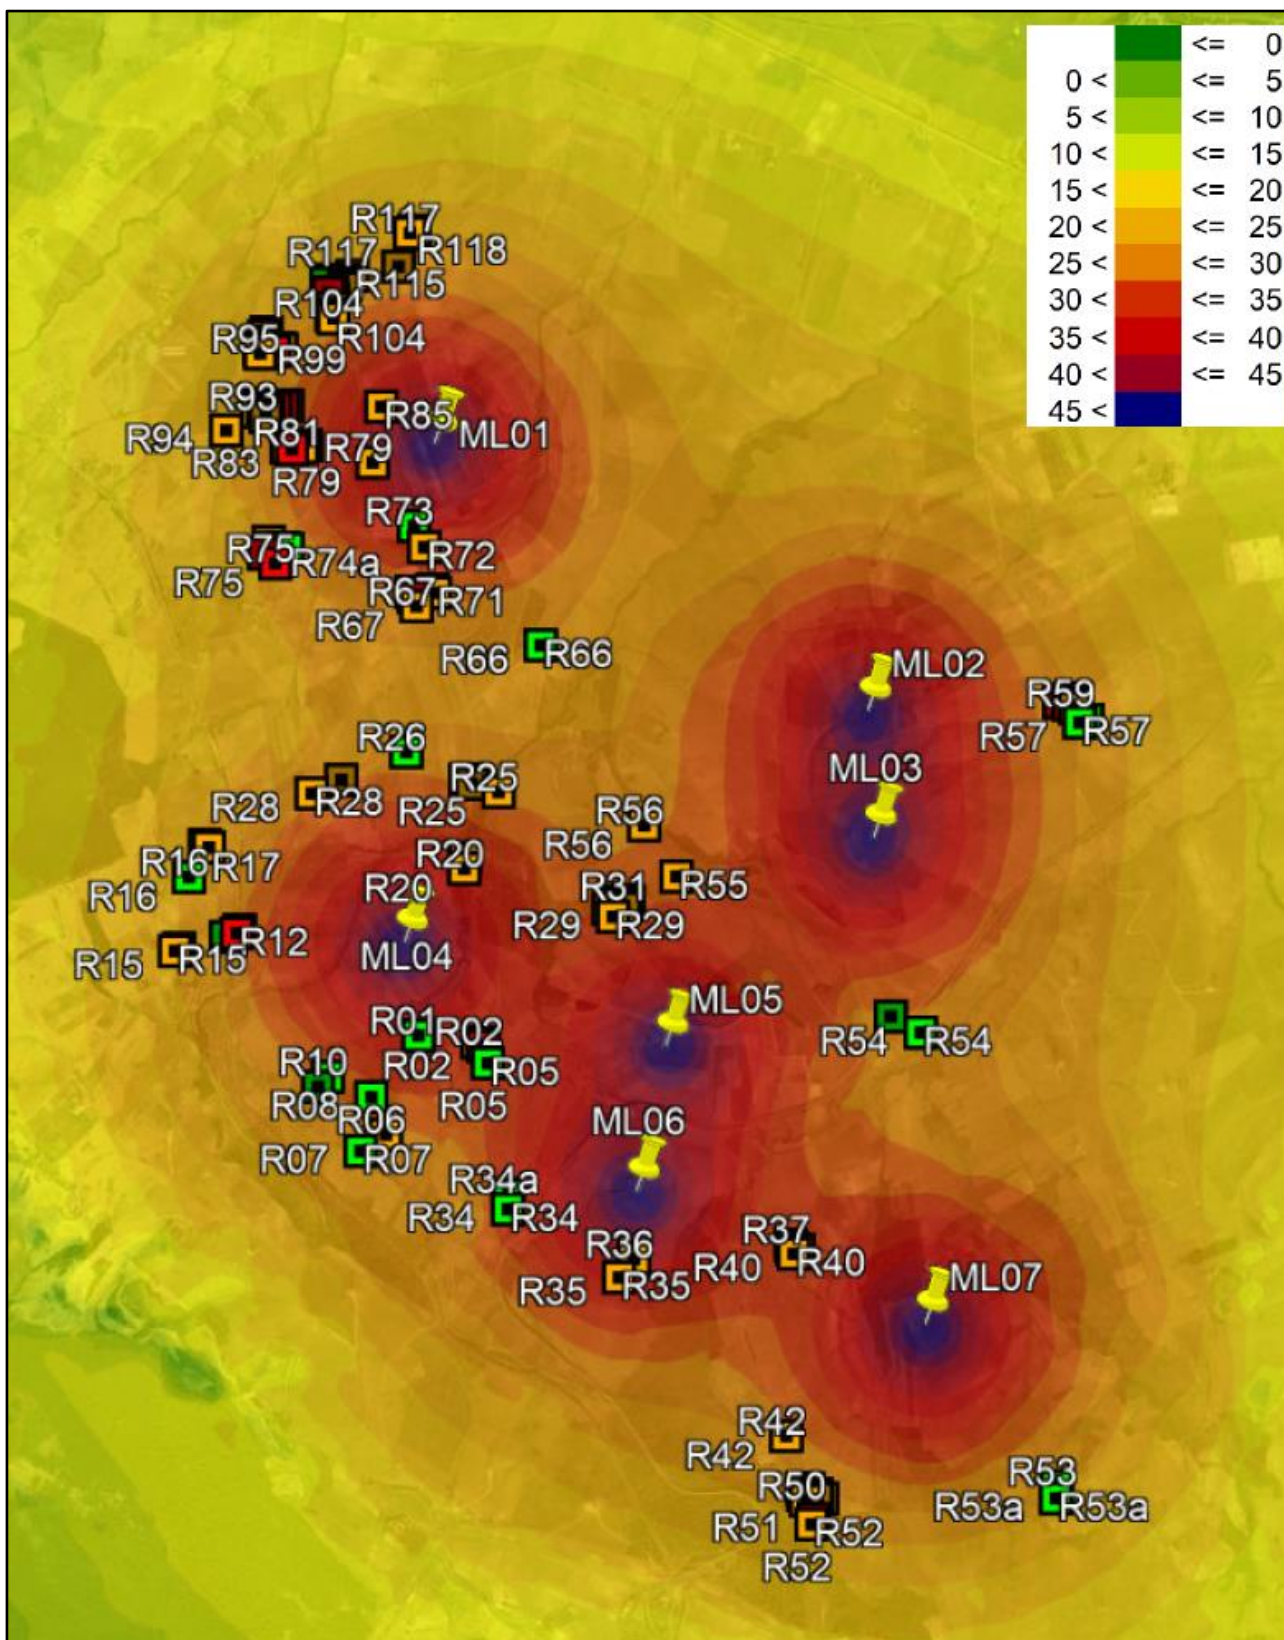 <= 0
0 < <= 5
5 < <= 10
10 < <= 15
15 < <= 20
20 < <= 25
25 < <= 30
30 < <= 35
35 < <= 40
40 < <= 45
45 <
R117
R117 R118
R115
R104
R95 R104
R99
R93 R85
R94 R81 R79 ML01
R83
R79
R73
R75 R74a R72
R75
R67 R71
R67
R66 R66
ML02
R59
R57 R57
R26
ML03
R28 R28 R25
R25 R56
R56
R16 R17 R20
R16 R20 R31 R55
R29 R29
R15 R15 R12 ML04
ML05
R01 R02 R54 R54
R10 R02 R05
R08 R05
R06 ML06
R07 R07
R34a
R34 R34
R36 R37
R35 R35 R40 R40
ML07
R42
R42
R50 R53
R51 R52 R53a R53a
R52